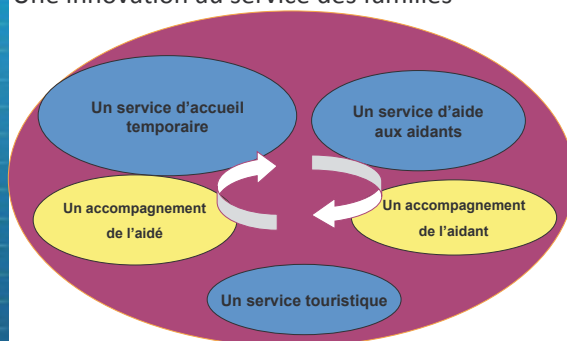 Une innovation au service des familles
Un service d'accueil
temporaire
Un service d'aide
aux aidants
Un accompagnement
de l'aidé
Un accompagnement
de l'aidant
Un service touristique